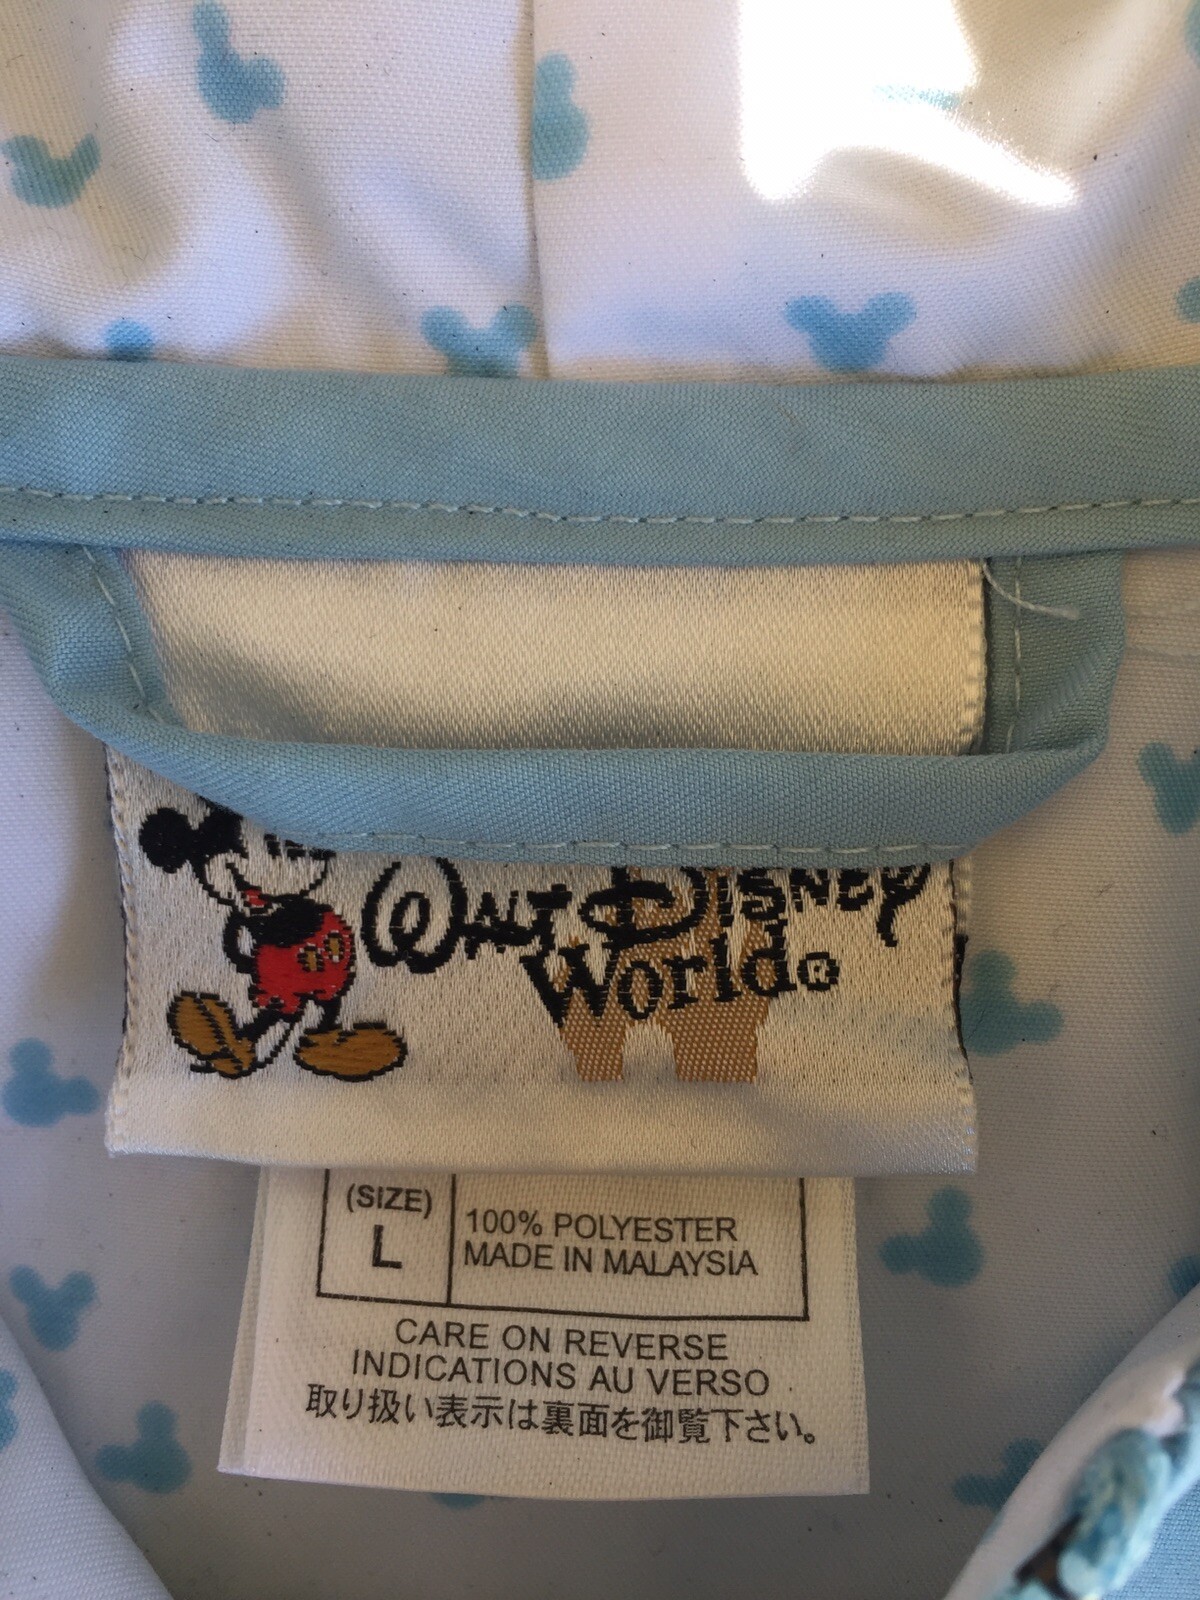 Walt Disney
World®
(SIZE)
L
100% POLYESTER
MADE IN MALAYSIA
CARE ON REVERSE
INDICATIONS AU VERSO
取り扱い表示は裏面を御覧下さい。